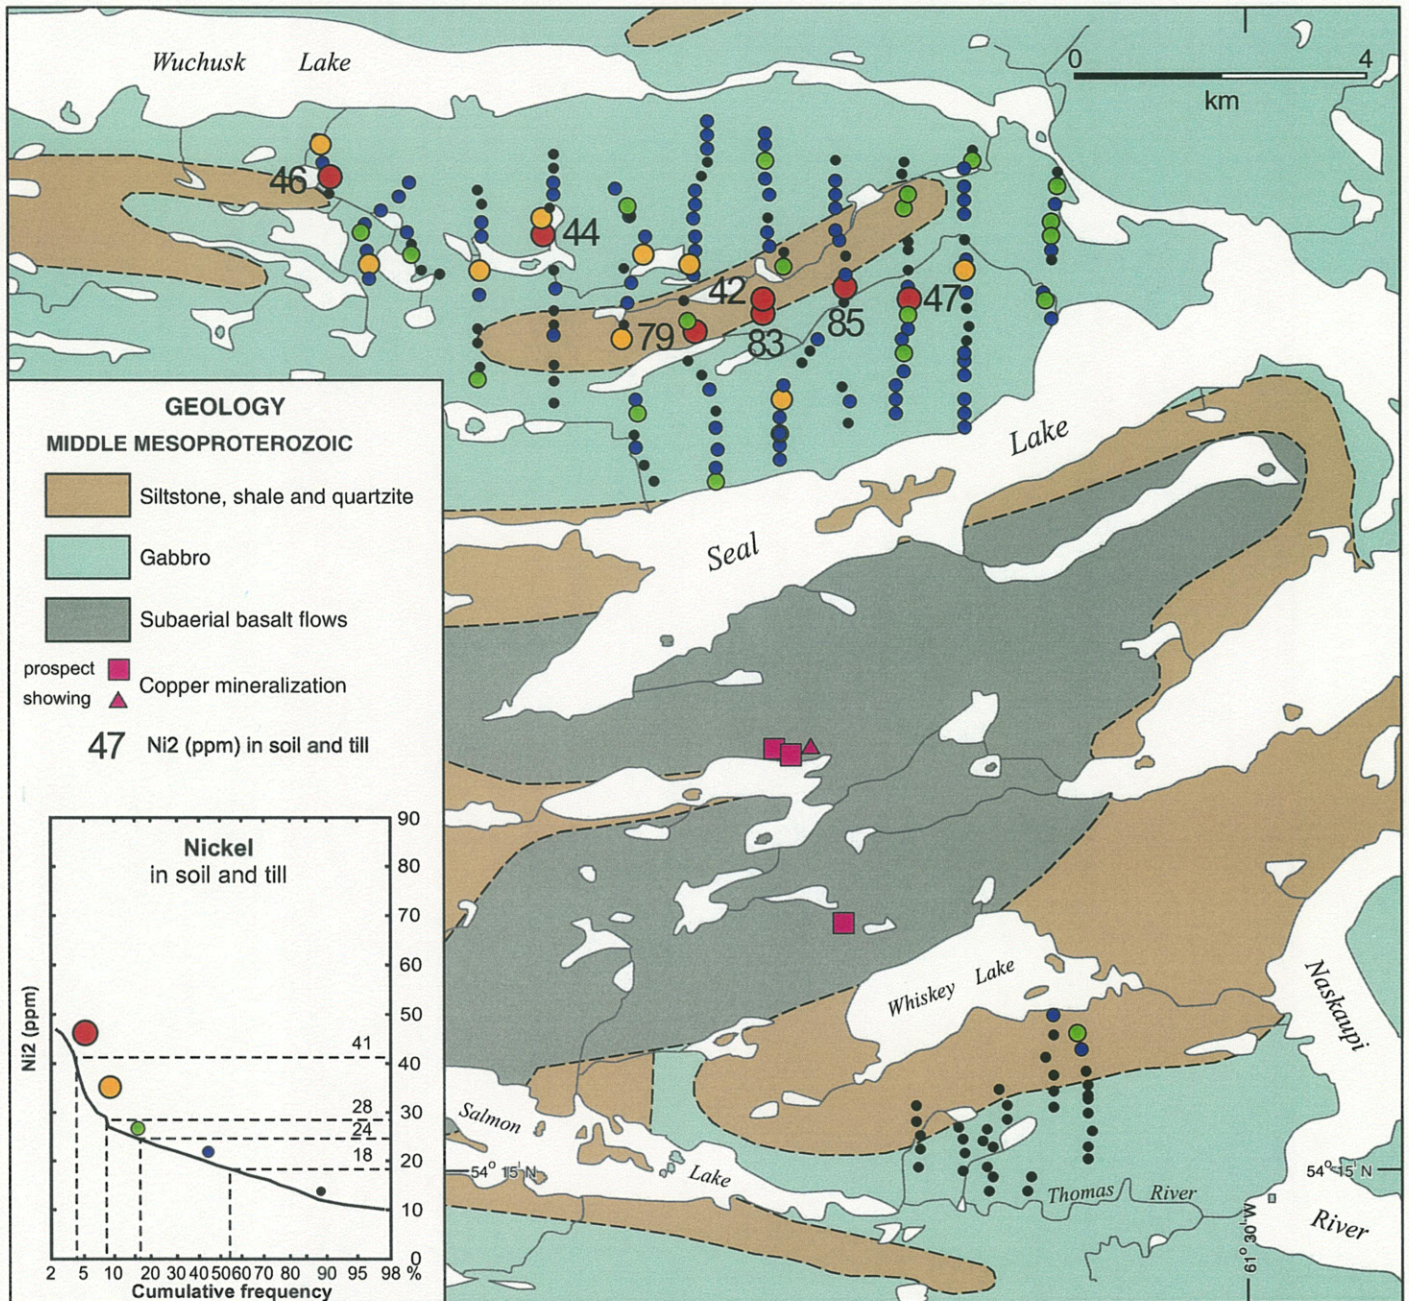 Wuchusk Lake
0 4
km
46
44
42
47
79
83
85
Lake
Seal
GEOLOGY
MIDDLE MESOPROTEROZOIC
Siltstone, shale and quartzite
Gabbro
Subaerial basalt flows
prospect
showing
Copper mineralization
47 Ni2 (ppm) in soil and till
Nickel
in soil and till
Ni2 (ppm)
90
80
70
60
50
40
30
20
10
0
41
28
24
18
2 5 10 20 30 40 50 60 70 80 90 95 98 %
Cumulative frequency
Whiskey Lake
Naskaupi
River
Salmon
Lake
54° 15' N
54° 15' N
Thomas River
61° 30' W